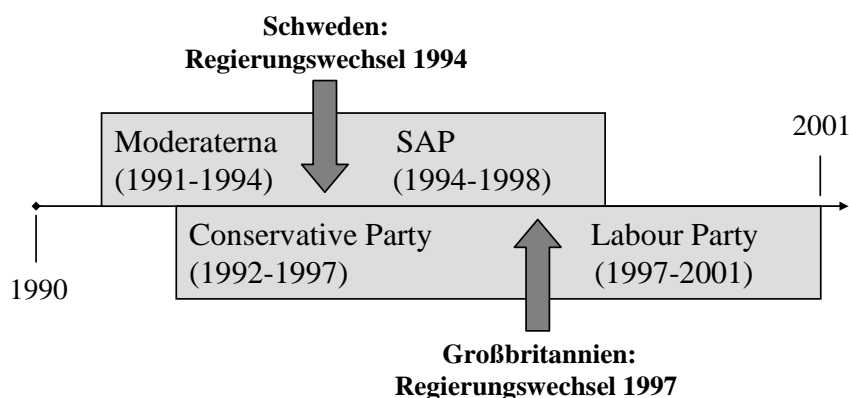 Schweden:
Regierungswechsel 1994
2001
Moderaterna
(1991-1994)
SAP
(1994-1998)
Conservative Party
(1992-1997)
Labour Party
(1997-2001)
1990
Großbritannien:
Regierungswechsel 1997